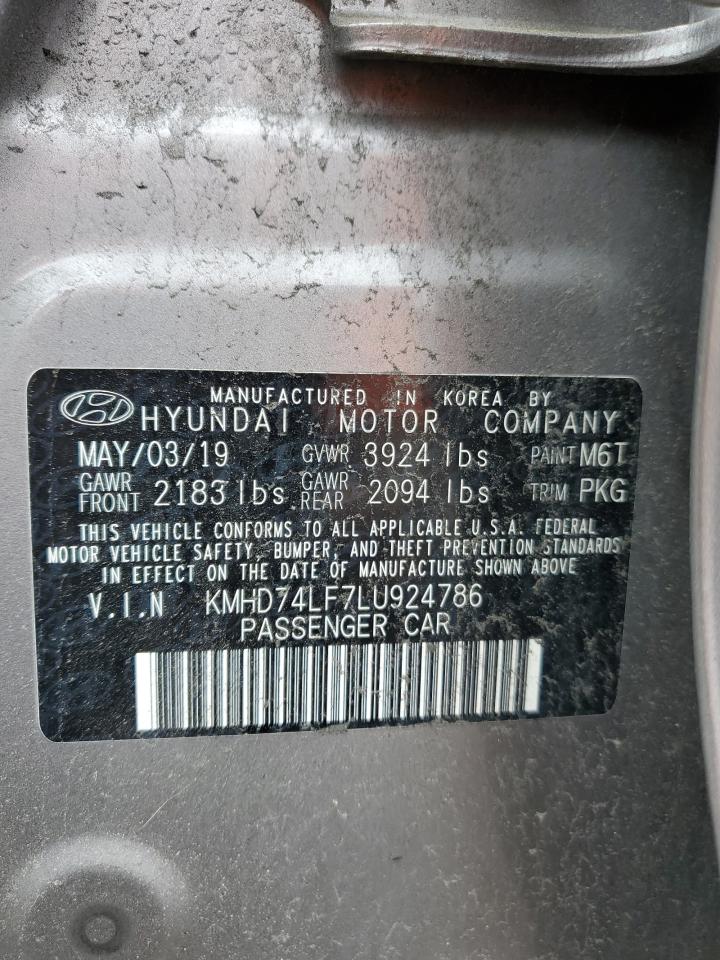 MANUFACTURED IN KOREA BY
HYUNDAI MOTOR COMPANY
MAY/03/19 GVWR 3924 lbs PAINT M6T
GAWR FRONT 2183 lbs GAWR REAR 2094 lbs TRIM PKG
THIS VEHICLE CONFORMS TO ALL APPLICABLE U.S.A. FEDERAL
MOTOR VEHICLE SAFETY, BUMPER, AND THEFT PREVENTION STANDARDS
IN EFFECT ON THE DATE OF MANUFACTURE SHOWN ABOVE
V.I.N KMHD74LF7LU924786
PASSENGER CAR